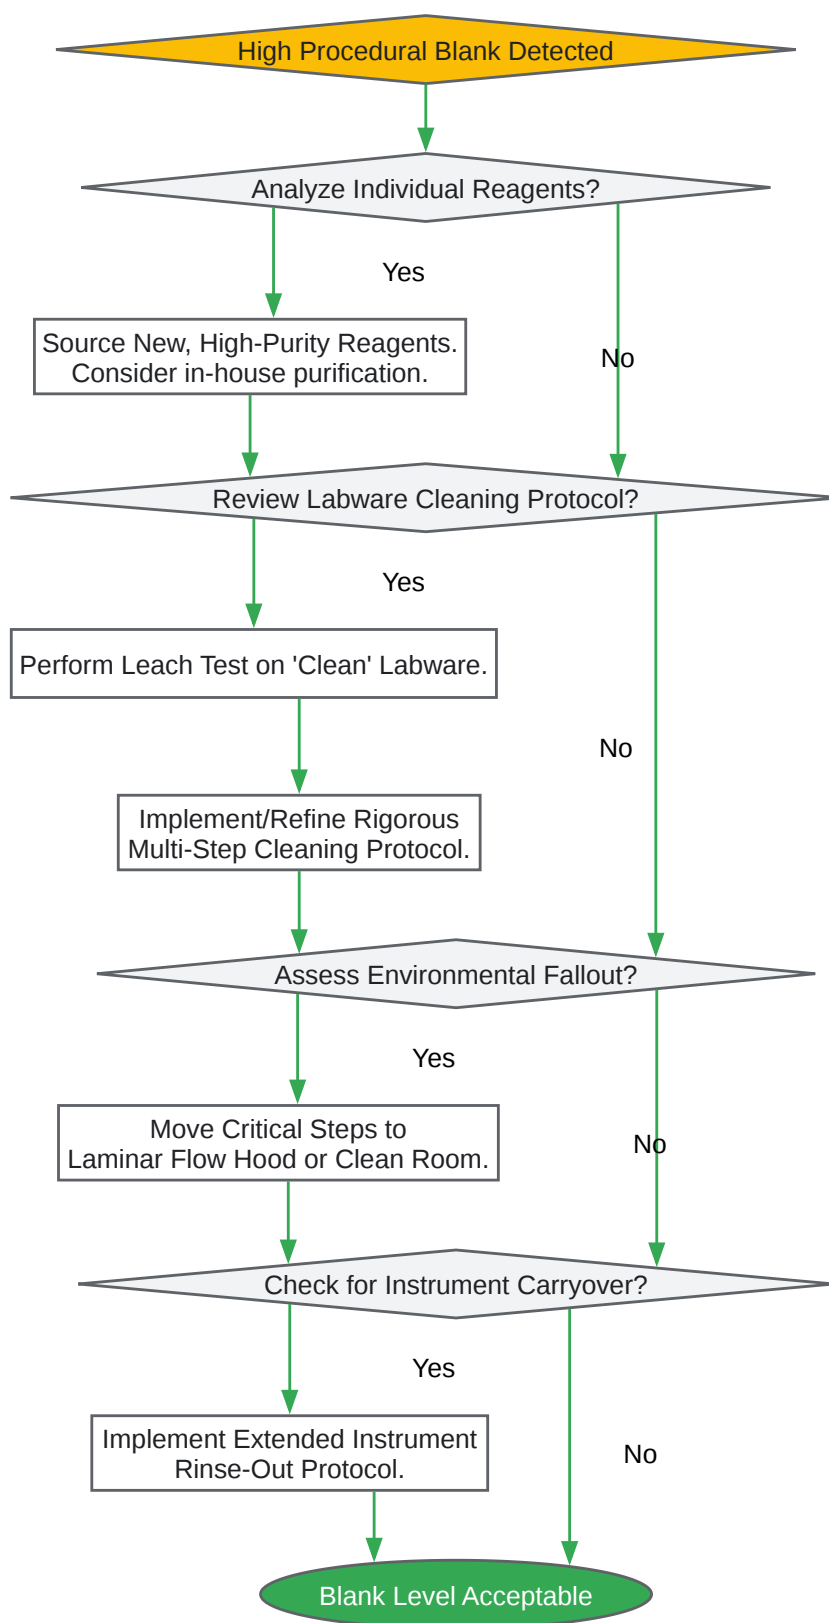 High Procedural Blank Detected
Analyze Individual Reagents?
Yes
Source New, High-Purity Reagents.
Consider in-house purification.
No
Review Labware Cleaning Protocol?
Yes
Perform Leach Test on 'Clean' Labware.
No
Implement/Refine Rigorous
Multi-Step Cleaning Protocol.
Assess Environmental Fallout?
Yes
Move Critical Steps to
Laminar Flow Hood or Clean Room.
No
Check for Instrument Carryover?
Yes
Implement Extended Instrument
Rinse-Out Protocol.
No
Blank Level Acceptable